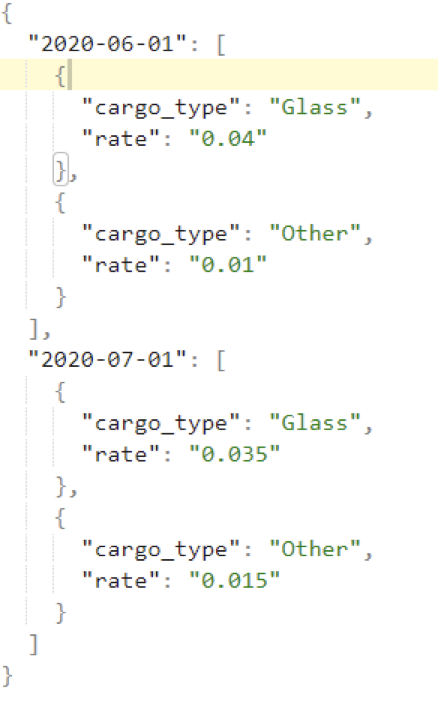 {
  "2020-06-01": [
    {
      "cargo_type": "Glass",
      "rate": "0.04"
    },
    {
      "cargo_type": "Other",
      "rate": "0.01"
    }
  ],
  "2020-07-01": [
    {
      "cargo_type": "Glass",
      "rate": "0.035"
    },
    {
      "cargo_type": "Other",
      "rate": "0.015"
    }
  ]
}